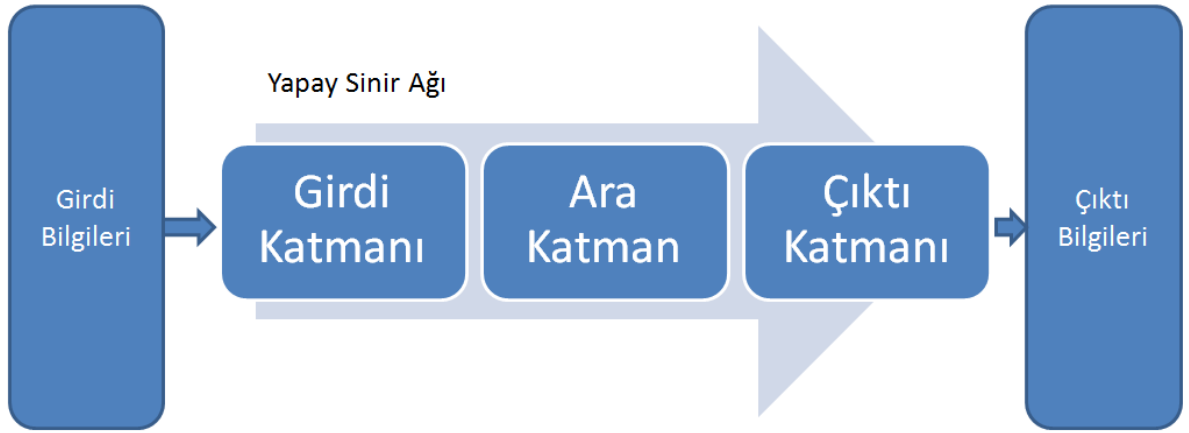 Yapay Sinir Ağı
Girdi
Bilgileri
Girdi
Katmanı
Ara
Katman
Çıktı
Katmanı
Çıktı
Bilgileri